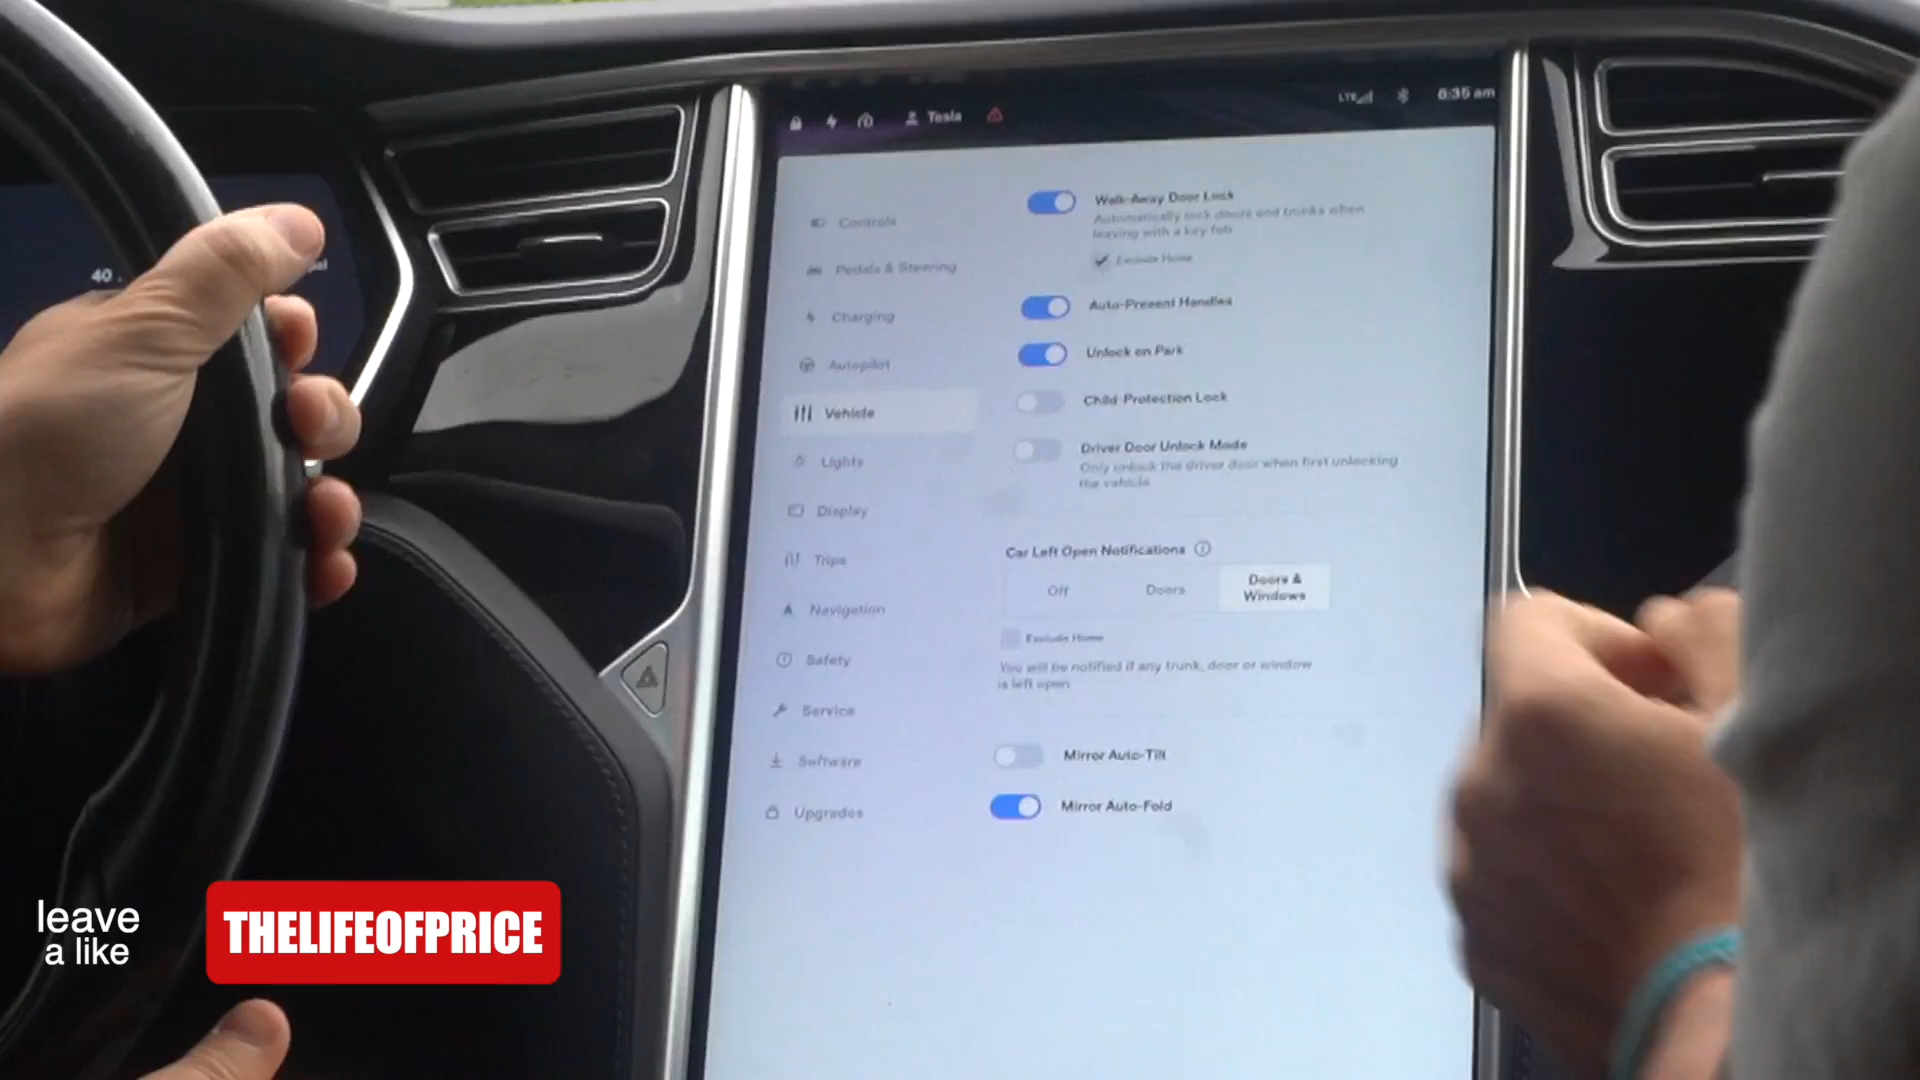 LTE
6:35 am
Tesla
40
Controls
Pedals & Steering
Charging
Autopilot
Vehicle
Lights
Display
Trips
Navigation
Safety
Service
Software
Upgrades
Walk-Away Door Lock
Automatically lock doors and trunks when
leaving with a key fob
Exclude Home
Auto-Present Handles
Unlock on Park
Child-Protection Lock
Driver Door Unlock Mode
Only unlock the driver door when first unlocking
the vehicle
Car Left Open Notifications
Off
Doors
Doors &
Windows
Exclude Home
You will be notified if any trunk, door or window
is left open
Mirror Auto-Tilt
Mirror Auto-Fold
leave
a like
THELIFEOFPRICE